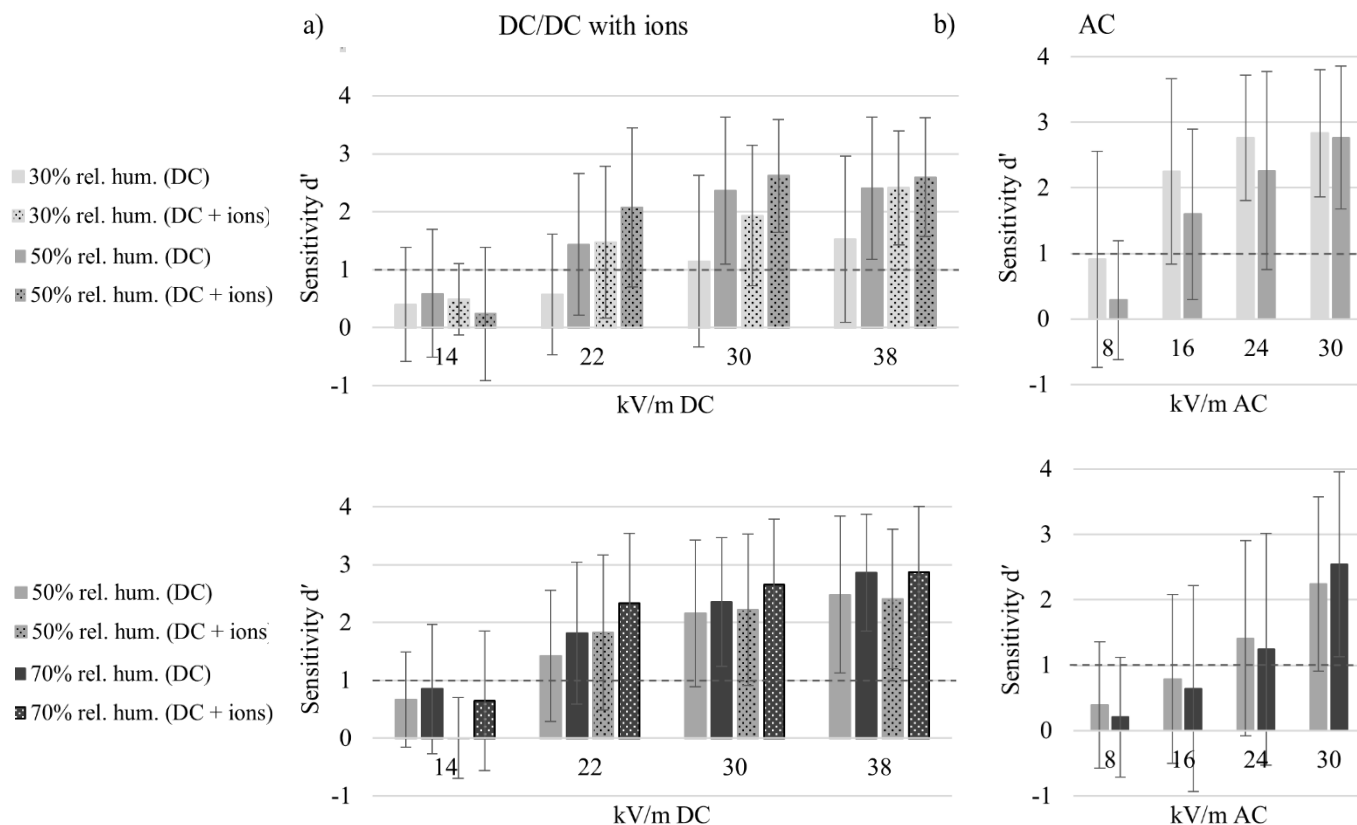 a) DC/DC with ions b) AC
30% rel. hum. (DC)
30% rel. hum. (DC + ions)
50% rel. hum. (DC)
50% rel. hum. (DC + ions)
Sensitivity d'
4
3
2
1
0
-1
14 22 30 38
kV/m DC
Sensitivity d'
4
3
2
1
0
-1
8 16 24 30
kV/m AC
50% rel. hum. (DC)
50% rel. hum. (DC + ions)
70% rel. hum. (DC)
70% rel. hum. (DC + ions)
Sensitivity d'
4
3
2
1
0
-1
14 22 30 38
kV/m DC
Sensitivity d'
4
3
2
1
0
-1
8 16 24 30
kV/m AC